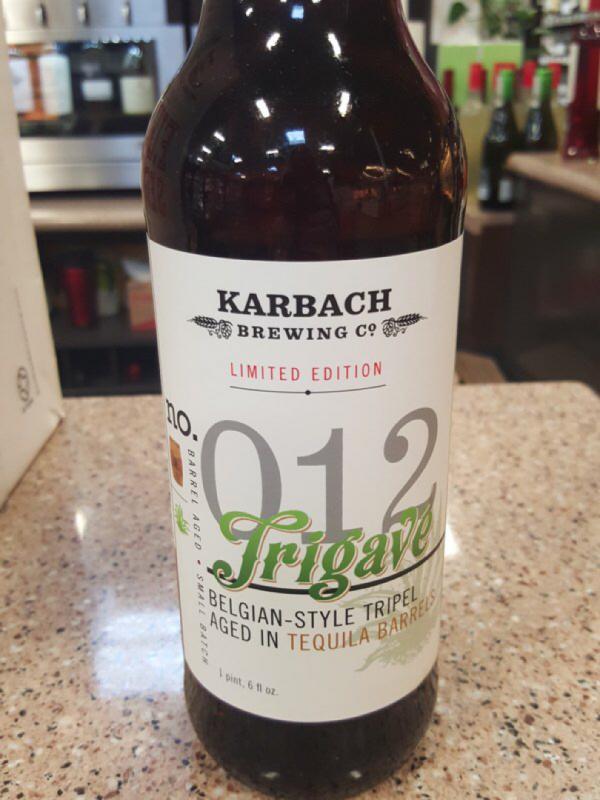 KARBACH
BREWING Co
LIMITED EDITION
no.
012
Trigave
BELGIAN-STYLE TRIPEL
AGED IN TEQUILA BARRELS
BARREL AGED • SMALL BATCH
1 pint, 6 fl oz.